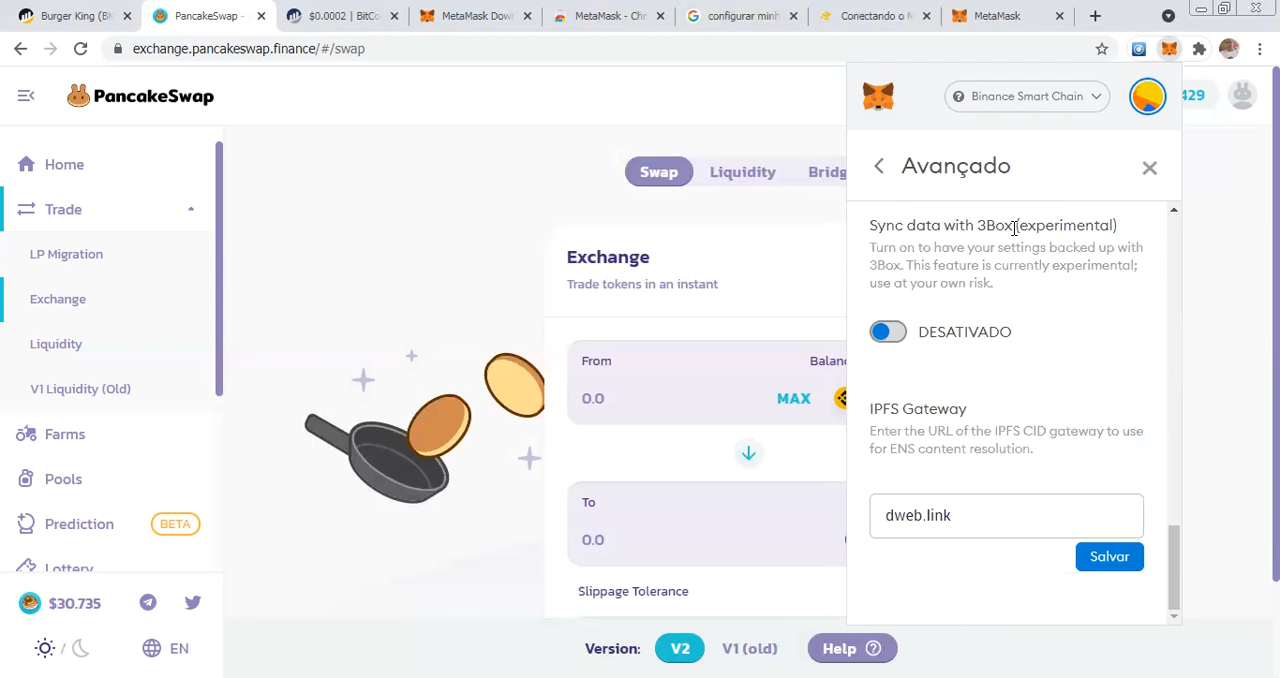 Burger King (BK
PancakeSwap -
$0.0002 | BitCo
MetaMask Dow
MetaMask - Chr
configurar minh
Conectando o M
MetaMask
exchange.pancakeswap.finance/#/swap
PancakeSwap
Binance Smart Chain
429
Home
Trade
LP Migration
Exchange
Liquidity
V1 Liquidity (Old)
Farms
Pools
Prediction
BETA
Lottery
$30.735
/
EN
Swap
Liquidity
Bridg
Exchange
Trade tokens in an instant
From
Balanc
0.0
MAX
To
0.0
Slippage Tolerance
Version:
V2
V1 (old)
Help
Avançado
Sync data with 3Box (experimental)
Turn on to have your settings backed up with
3Box. This feature is currently experimental;
use at your own risk.
DESATIVADO
IPFS Gateway
Enter the URL of the IPFS CID gateway to use
for ENS content resolution.
dweb.link
Salvar